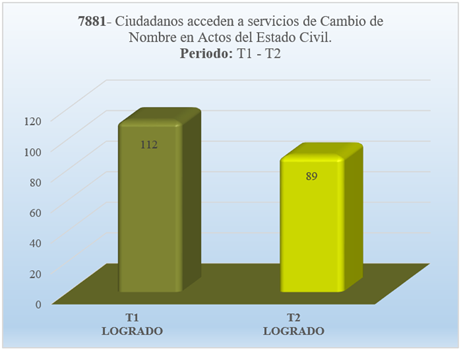 7881- Ciudadanos acceden a servicios de Cambio de
Nombre en Actos del Estado Civil.
Periodo: T1 - T2
120
100
80
60
40
20
0
112
89
T1
LOGRADO
T2
LOGRADO